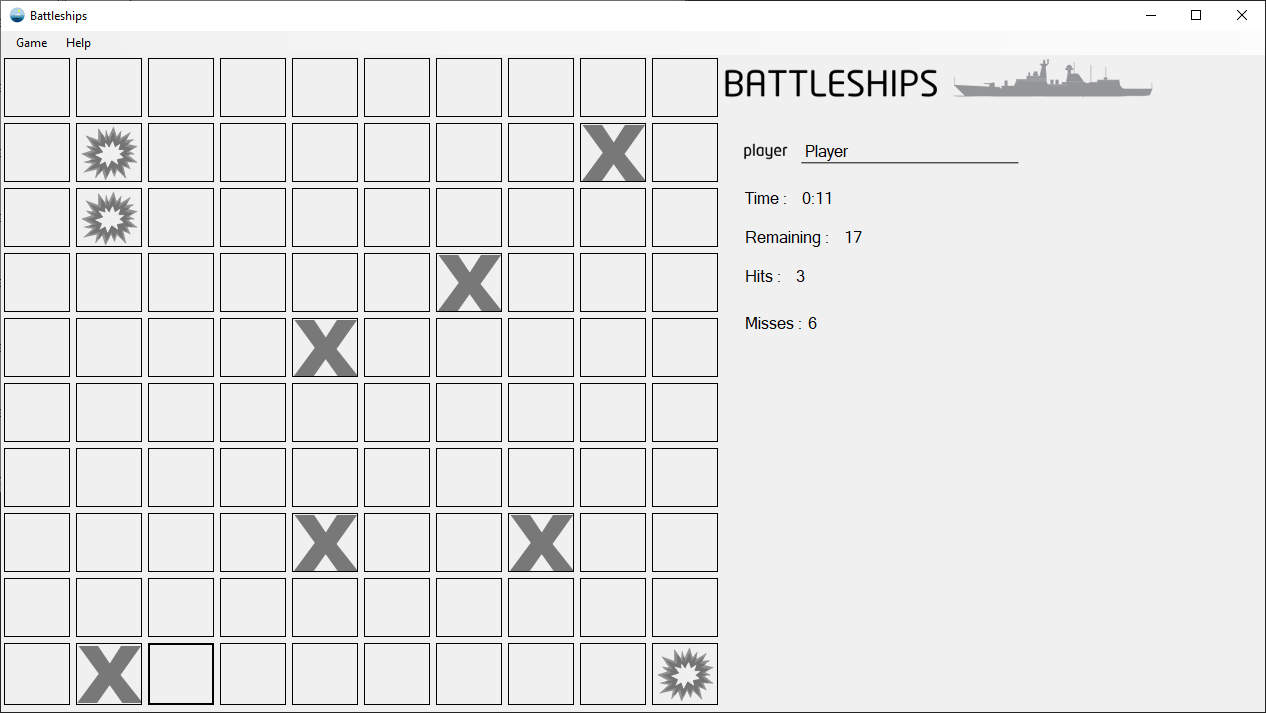 Battleships
Game Help
BATTLESHIPS
player Player
Time : 0:11
Remaining : 17
Hits : 3
Misses : 6